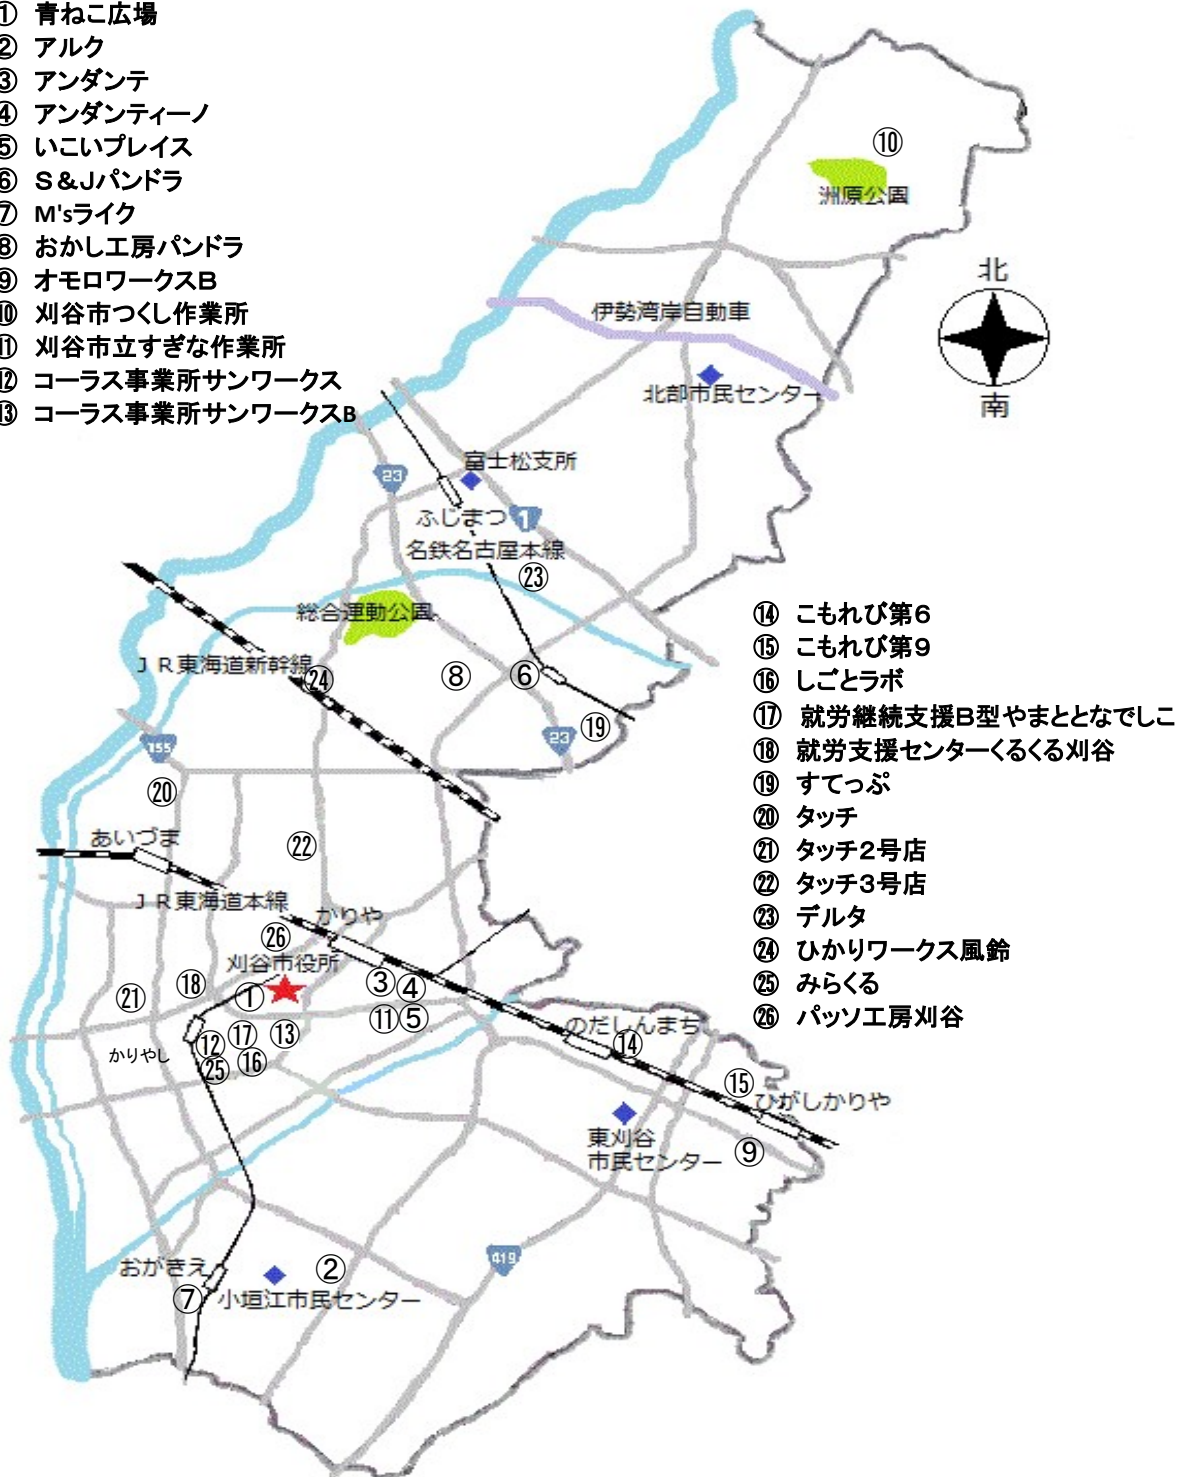 ① 青ねこ広場
② アルク
③ アンダンテ
④ アンダンティーノ
⑤ いこいプレイス
⑥ S&Jパンドラ
⑦ M'sライク
⑧ おかし工房パンドラ
⑨ オモロワークスB
⑩ 刈谷市つくし作業所
⑪ 刈谷市立すぎな作業所
⑫ コーラス事業所サンワークス
⑬ コーラス事業所サンワークスB
⑩
洲原公園
北
南
伊勢湾岸自動車
北部市民センター
富士松支所
23
ふじまつ
1
名鉄名古屋本線
㉓
総合運動公園
JR東海道新幹線
㉔
⑧
⑥
⑲
23
155
⑳
あいづま
㉒
JR東海道本線
かりや
㉖
刈谷市役所
⑱
㉑
①
③
④
⑪
⑤
⑰
⑬
⑫
かりやし
㉕
⑯
のだしんまち
⑭
⑮
ひがしかりや
東刈谷
市民センター
⑨
419
おがきえ
②
⑦
小垣江市民センター
⑭ こもれび第6
⑮ こもれび第9
⑯ しごとラボ
⑰ 就労継続支援B型やまととなでしこ
⑱ 就労支援センターくるくる刈谷
⑲ すてっぷ
⑳ タッチ
㉑ タッチ2号店
㉒ タッチ3号店
㉓ デルタ
㉔ ひかりワークス風鈴
㉕ みらくる
㉖ パッソ工房刈谷